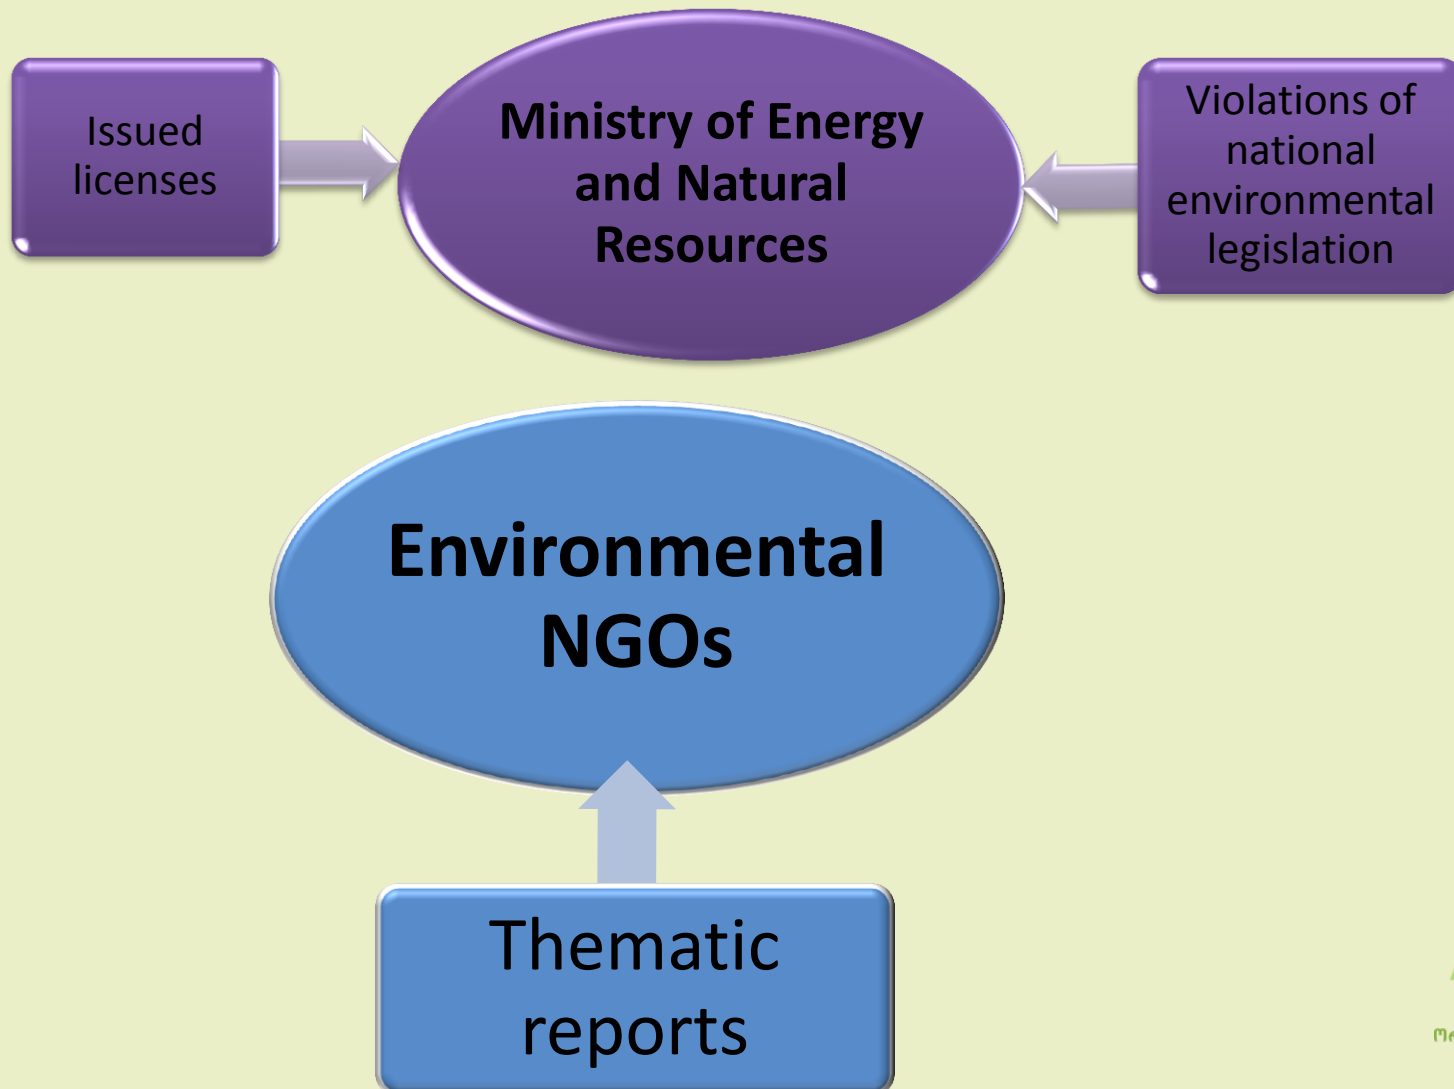 Issued
licenses
Ministry of Energy
and Natural
Resources
Violations of
national
environmental
legislation
Environmental
NGOs
Thematic
reports